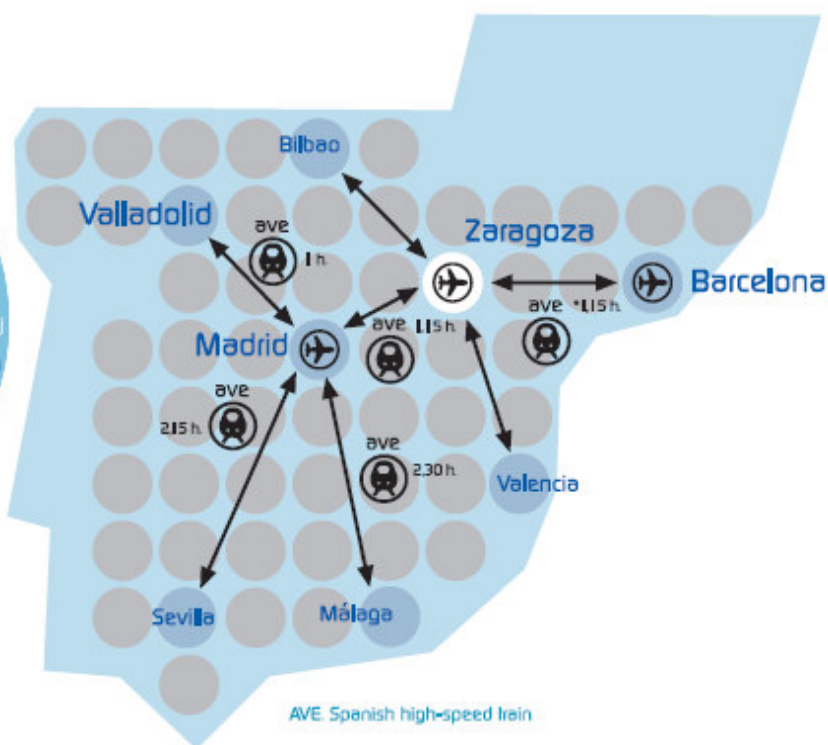 Bilbao
Valladolid
ave
1 h.
Zaragoza
Barcelona
ave
*1,15 h.
Madrid
ave
1,15 h.
ave
2,15 h.
ave
2,30 h.
Valencia
Sevilla
Málaga
AVE. Spanish high-speed train